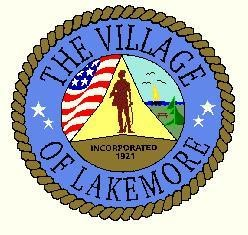 THE VILLAGE
INCORPORATED
1921
OF LAKEMORE